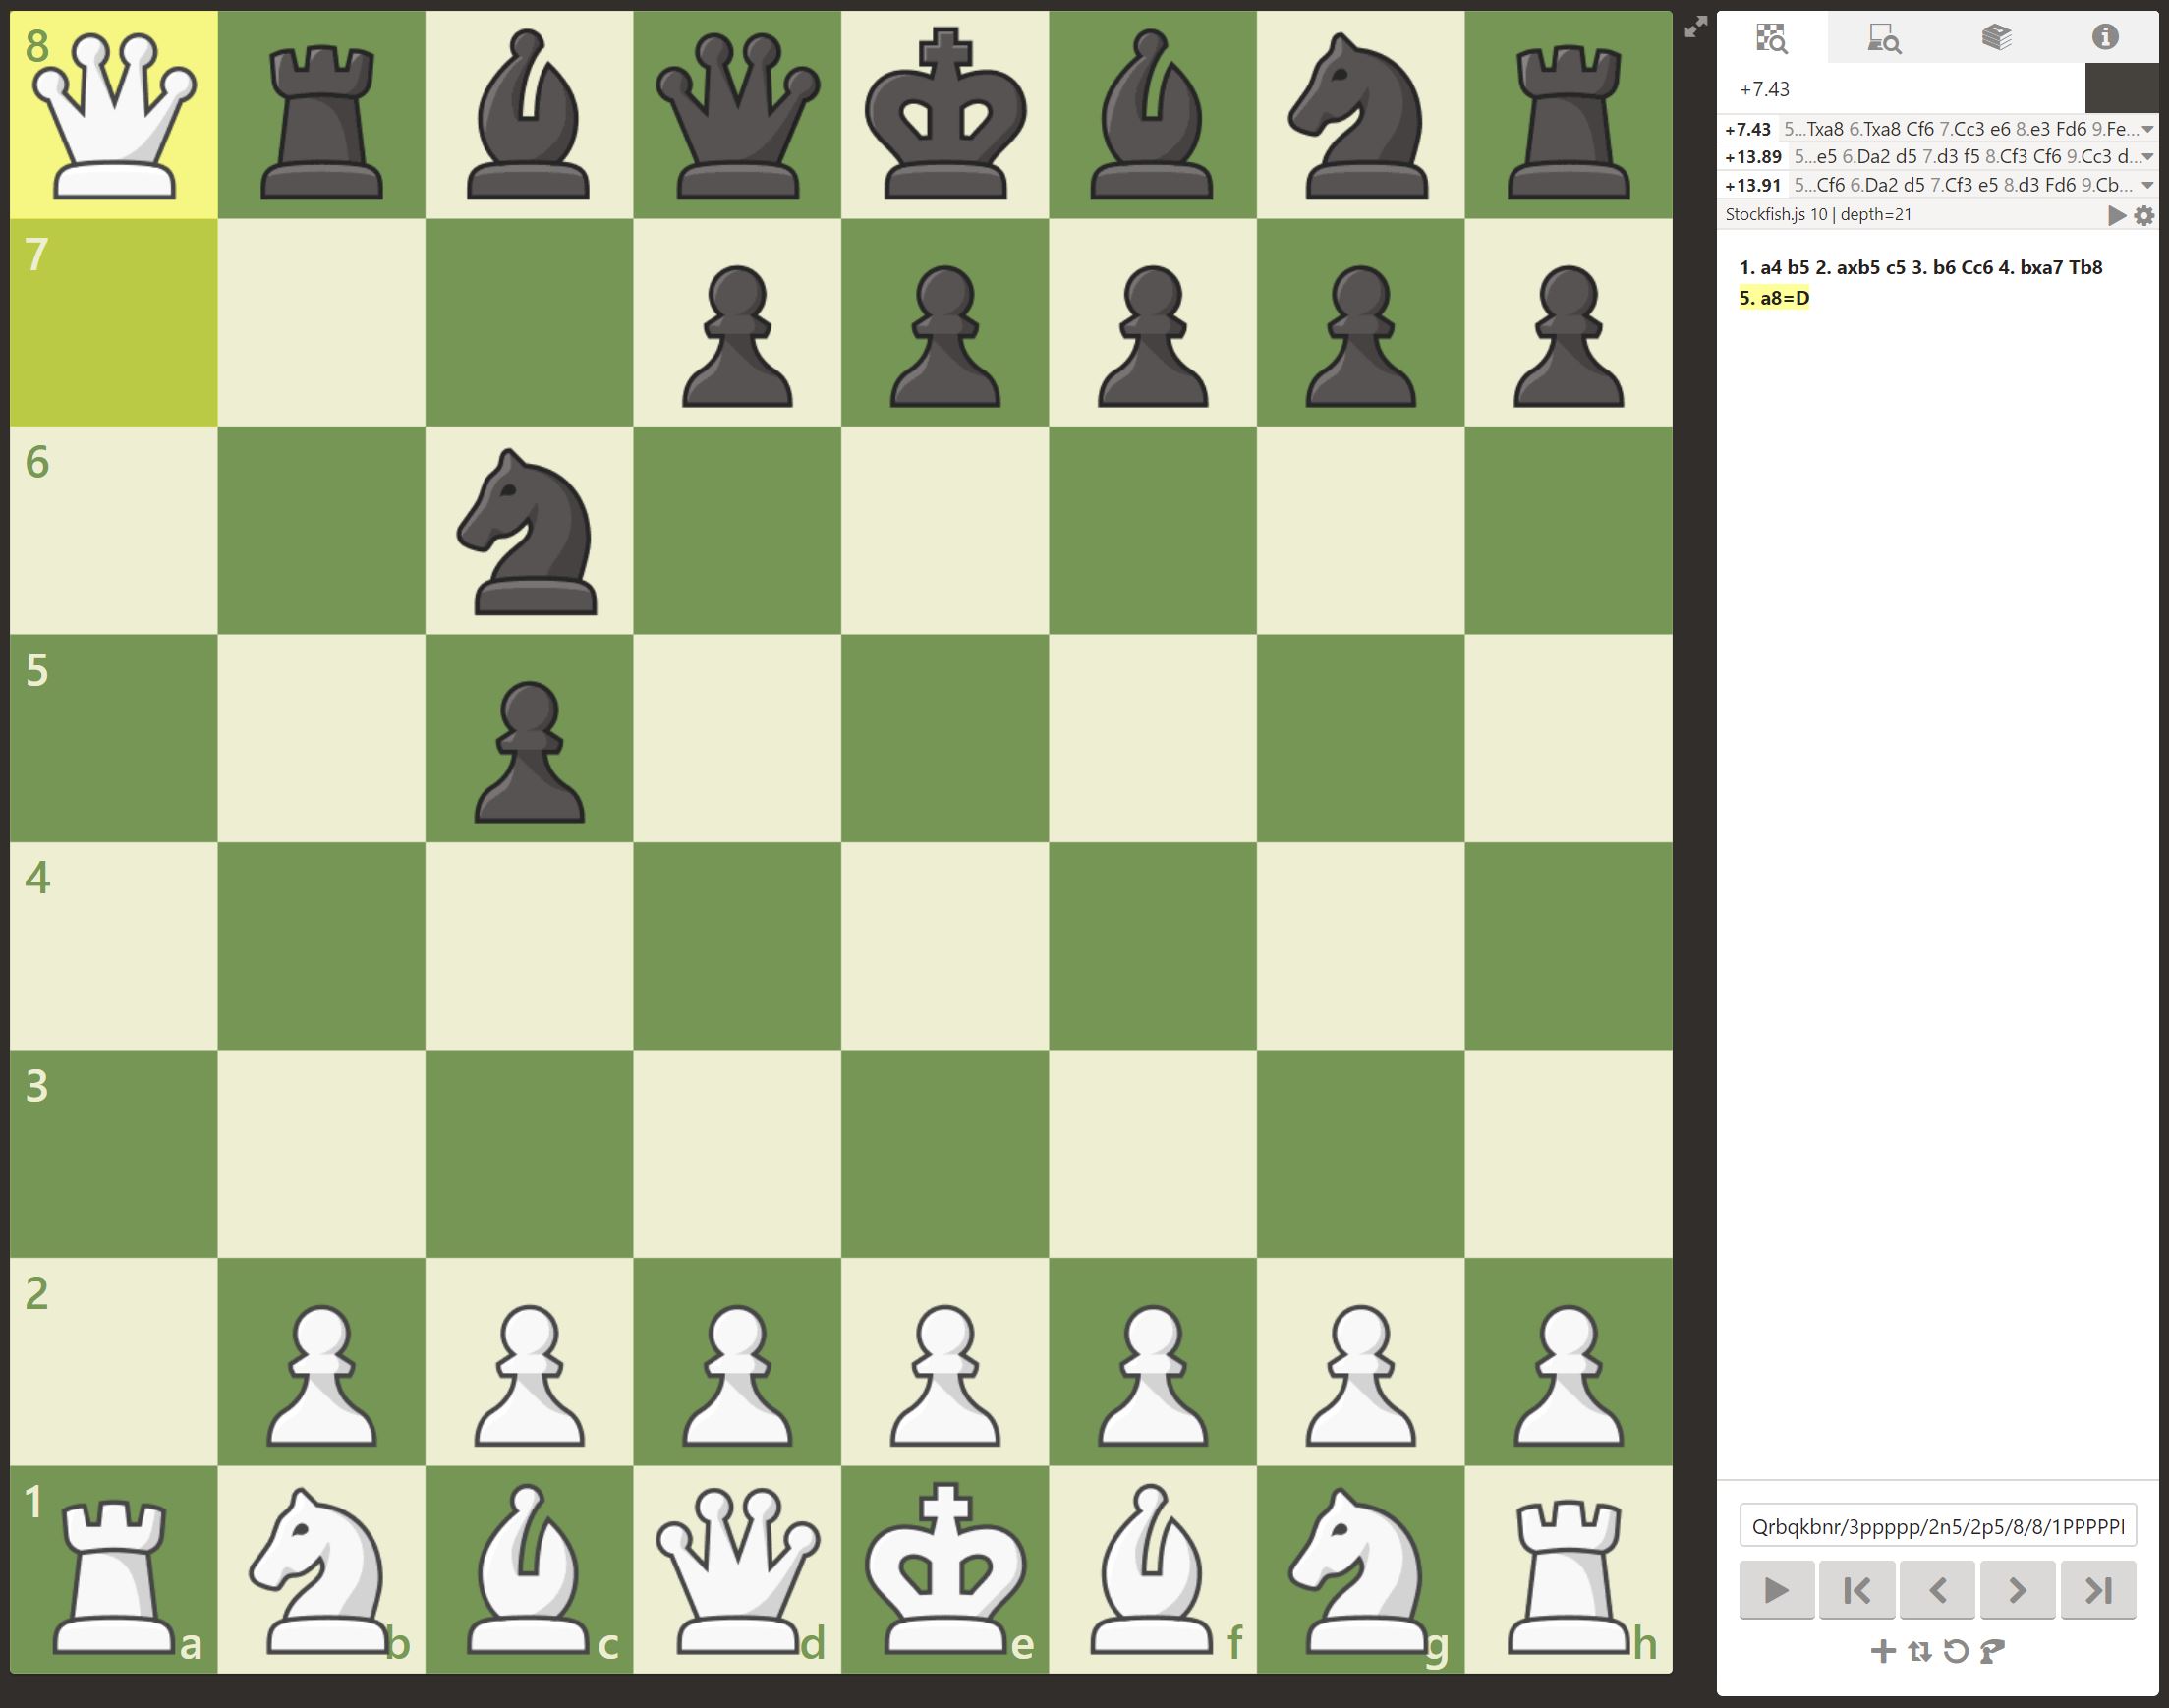 8
7
6
5
4
3
2
1
a b c d e f g h
+7.43
+7.43 5...Txa8 6.Txa8 Cf6 7.Cc3 e6 8.e3 Fd6 9.Fe...
+13.89 5...e5 6.Da2 d5 7.d3 f5 8.Cf3 Cf6 9.Cc3 d...
+13.91 5...Cf6 6.Da2 d5 7.Cf3 e5 8.d3 Fd6 9.Cb...
Stockfish.js 10 | depth=21
1. a4 b5 2. axb5 c5 3. b6 Cc6 4. bxa7 Tb8
5. a8=D
Qrbqkbnr/3ppppp/2n5/2p5/8/8/1PPPPPI